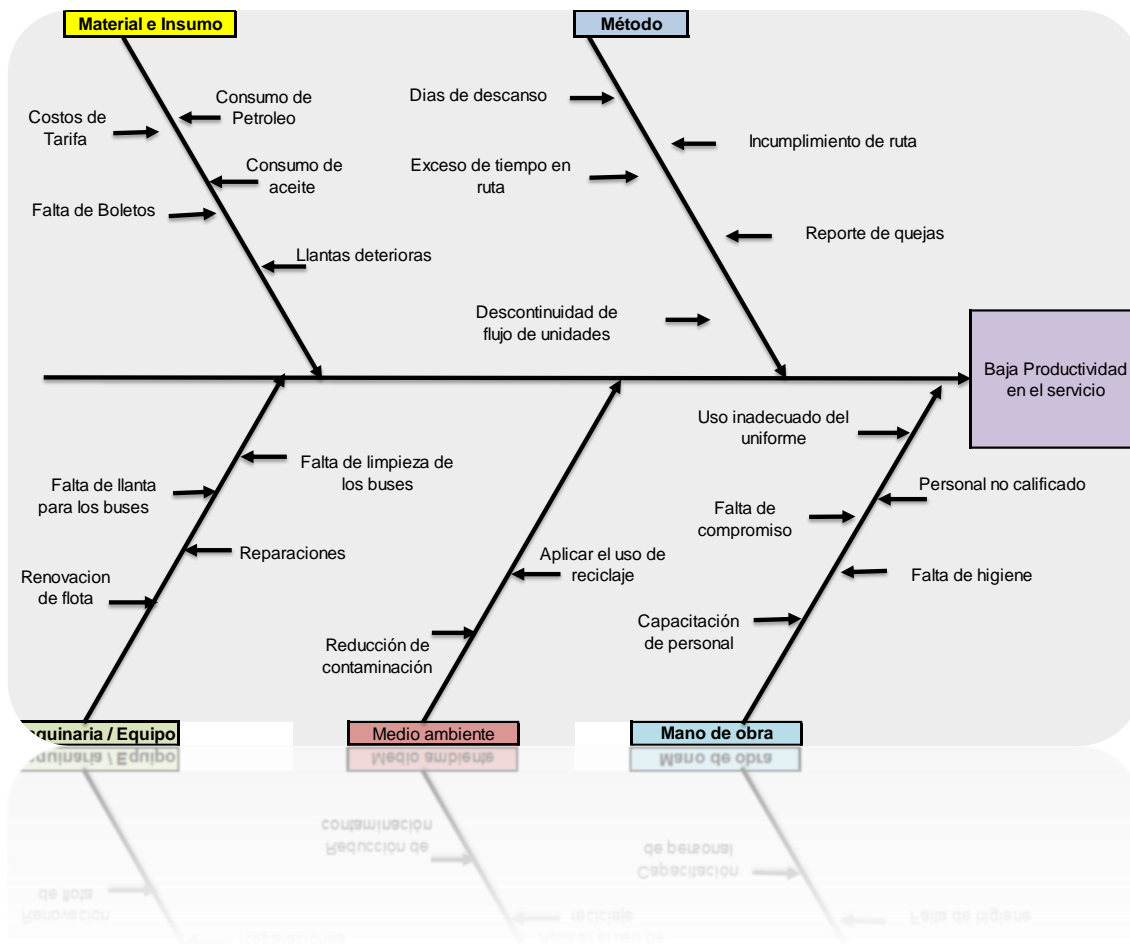 Material e Insumo
Método
Consumo de
Petroleo
Costos de
Tarifa
Consumo de
aceite
Falta de Boletos
Llantas deterioras
Dias de descanso
Incumplimiento de ruta
Exceso de tiempo en
ruta
Reporte de quejas
Descontinuidad de
flujo de unidades
Baja Productividad
en el servicio
Falta de limpieza de
los buses
Falta de llanta
para los buses
Reparaciones
Renovacion
de flota
Aplicar el uso de
reciclaje
Reducción de
contaminación
Uso inadecuado del
uniforme
Personal no calificado
Falta de
compromiso
Falta de higiene
Capacitación
de personal
quinaria / Equipo
Medio ambiente
Mano de obra